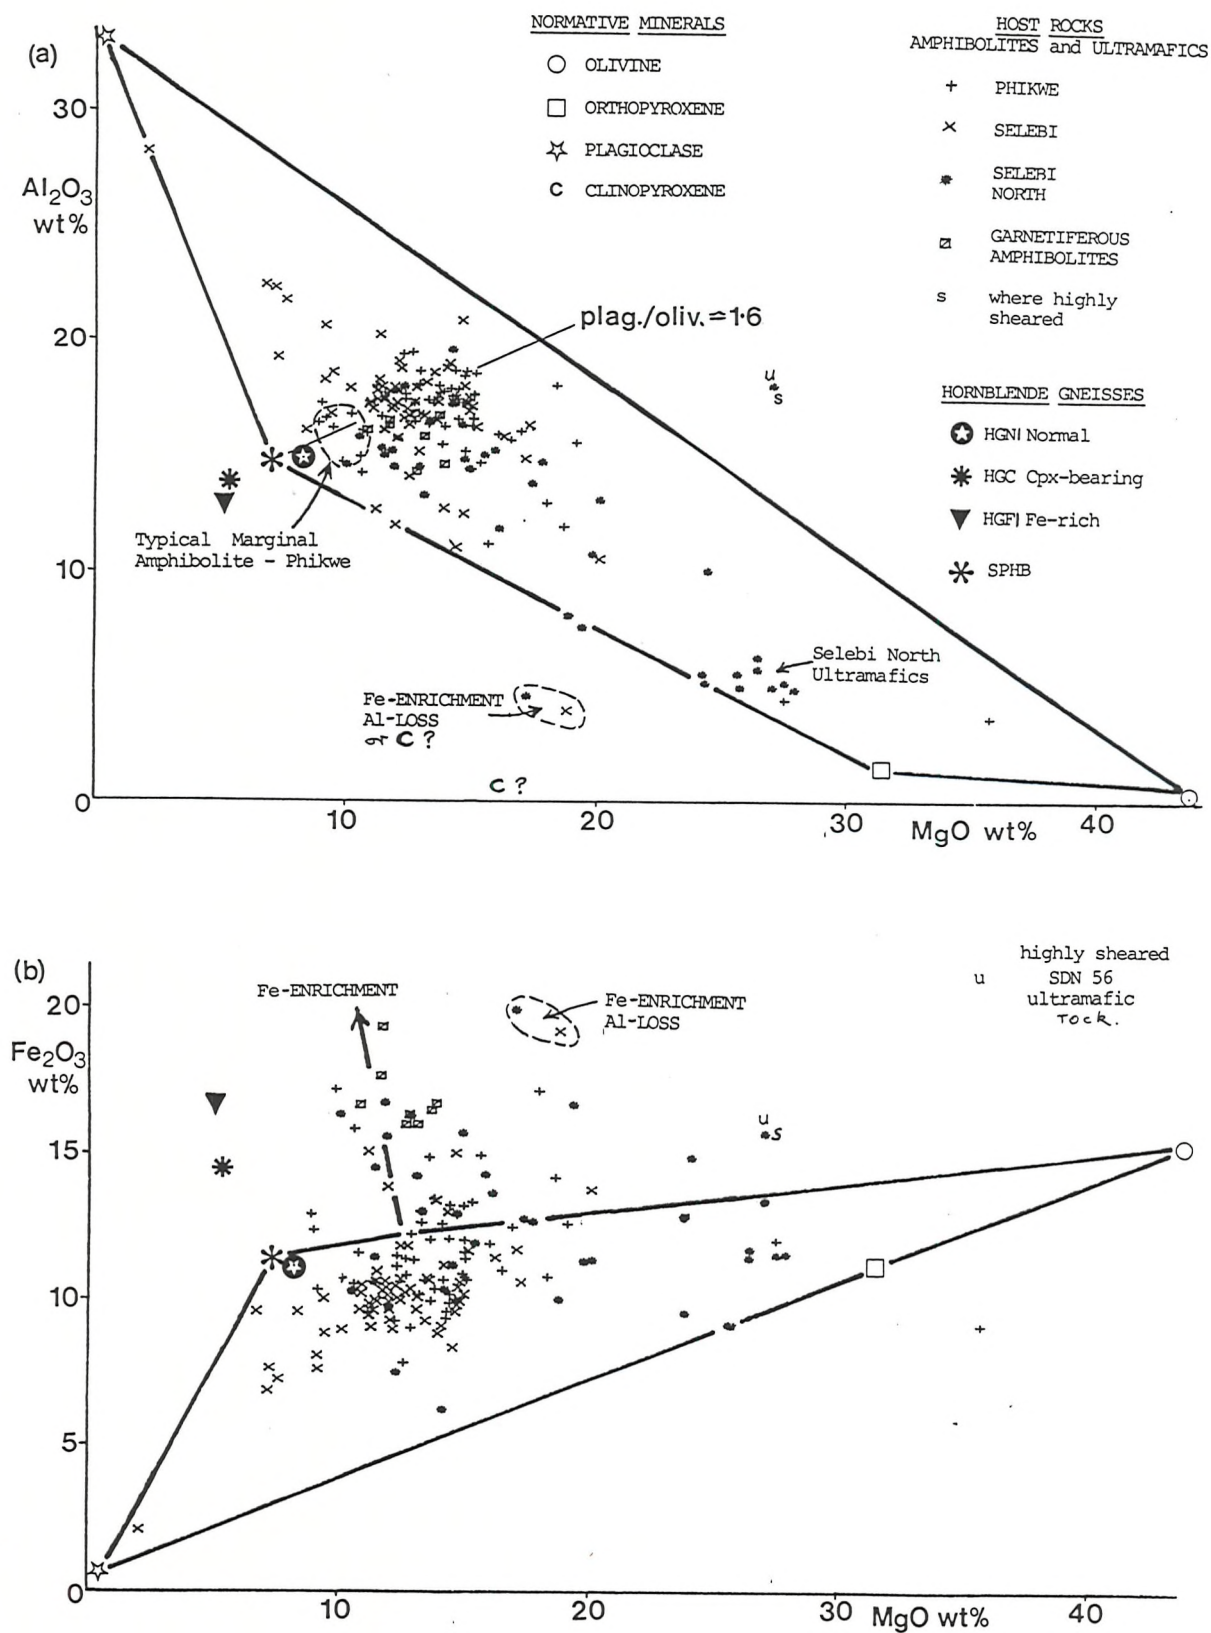 (a)
NORMATIVE MINERALS
OLIVINE
ORTHOPYROXENE
PLAGIOCLASE
C CLINOPYROXENE
HOST ROCKS
AMPHIBOLITES and ULTRAMAFICS
+ PHIKWE
× SELEBI
SELEBI
NORTH
GARNETIFEROUS
AMPHIBOLITES
s where highly
sheared
HORNBLENDE GNEISSES
HGN1 Normal
HGC Cpx-bearing
HGF1 Fe-rich
SPHB
30
Al2O3
wt%
20
10
0
plag./oliv.≃1·6
u
s
Typical Marginal
Amphibolite - Phikwe
Selebi North
Ultramafics
Fe-ENRICHMENT
Al-LOSS
or C ?
C ?
10
20
30
MgO wt%
40
(b)
Fe-ENRICHMENT
Fe-ENRICHMENT
Al-LOSS
highly sheared
u SDN 56
ultramafic
rock.
20
Fe2O3
wt%
15
10
5
0
u
s
10
20
30
MgO wt%
40